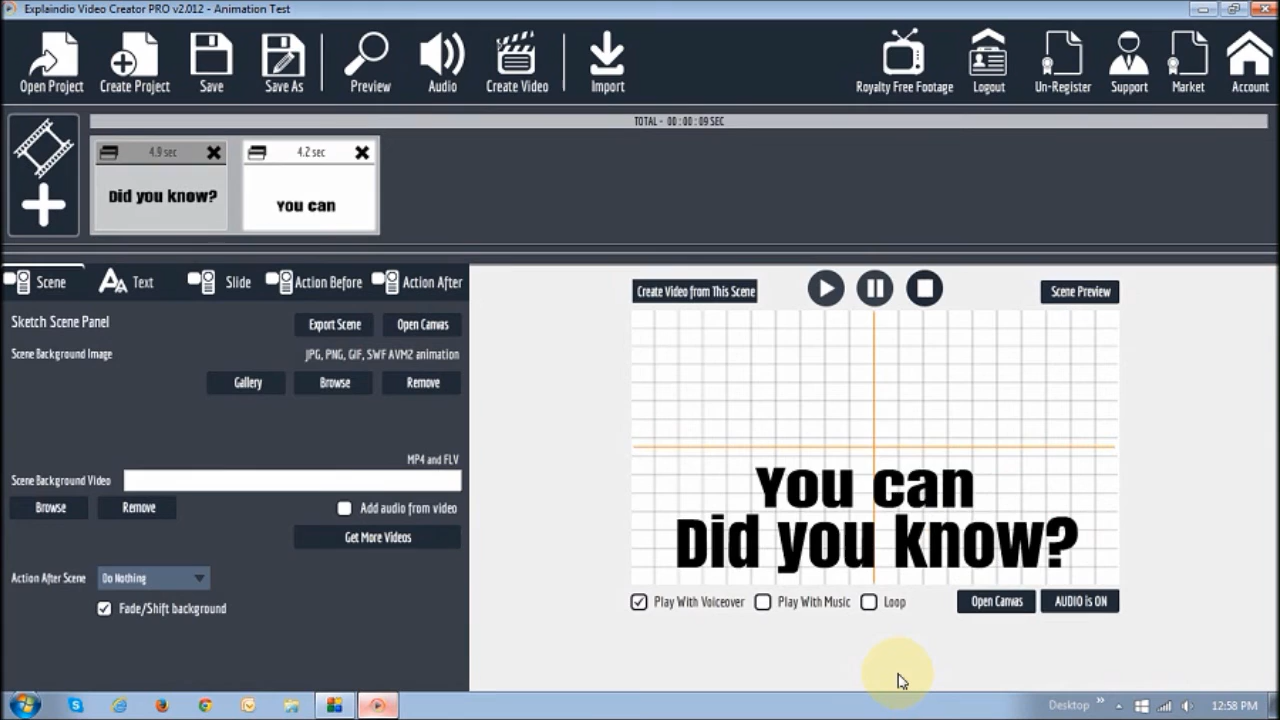 Explaindio Video Creator PRO v2.012 - Animation Test
Open Project
Create Project
Save
Save As
Preview
Audio
Create Video
Import
Royalty Free Footage
Logout
Un-Register
Support
Market
Account
TOTAL - 00:00:09 SEC
4.9 sec
4.2 sec
Did you know?
You can
Scene
Text
Slide
Action Before
Action After
Sketch Scene Panel
Export Scene
Open Canvas
Scene Background Image
JPG, PNG, GIF, SWF AVM2 animation
Gallery
Browse
Remove
MP4 and FLV
Scene Background Video
Browse
Remove
Add audio from video
Get More Videos
Action After Scene
Do Nothing
Fade/Shift background
Create Video from This Scene
Scene Preview
You can
Did you know?
Play With Voiceover
Play With Music
Loop
Open Canvas
AUDIO is ON
Desktop
12:58 PM